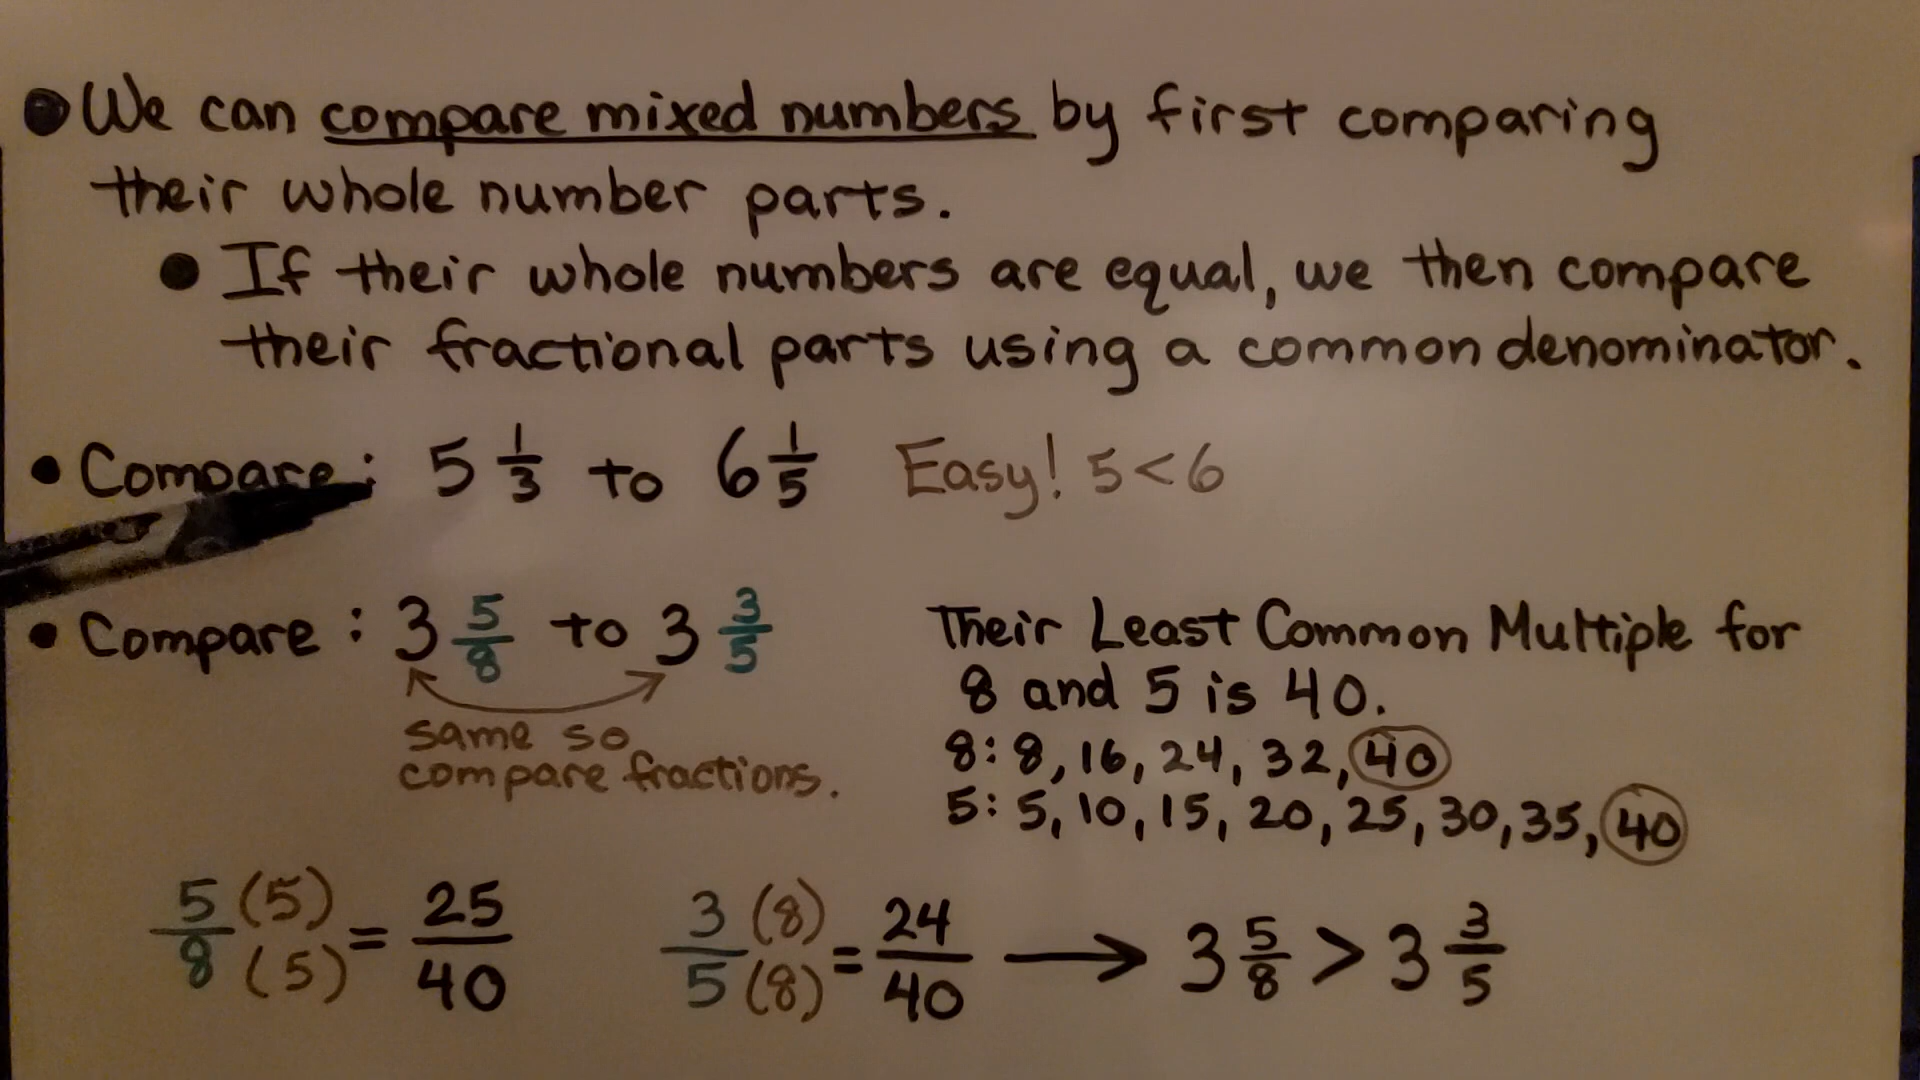 ● We can compare mixed numbers by first comparing
their whole number parts.
● If their whole numbers are equal, we then compare
their fractional parts using a common denominator.
• Compare: 5 1/3 to 6 1/5 Easy! 5 < 6
• Compare: 3 5/8 to 3 3/5
same so
compare fractions.
Their Least Common Multiple for
8 and 5 is 40.
8: 8, 16, 24, 32, 40
5: 5, 10, 15, 20, 25, 30, 35, 40
5(5)/8(5) = 25/40 3(8)/5(8) = 24/40 → 3 5/8 > 3 3/5